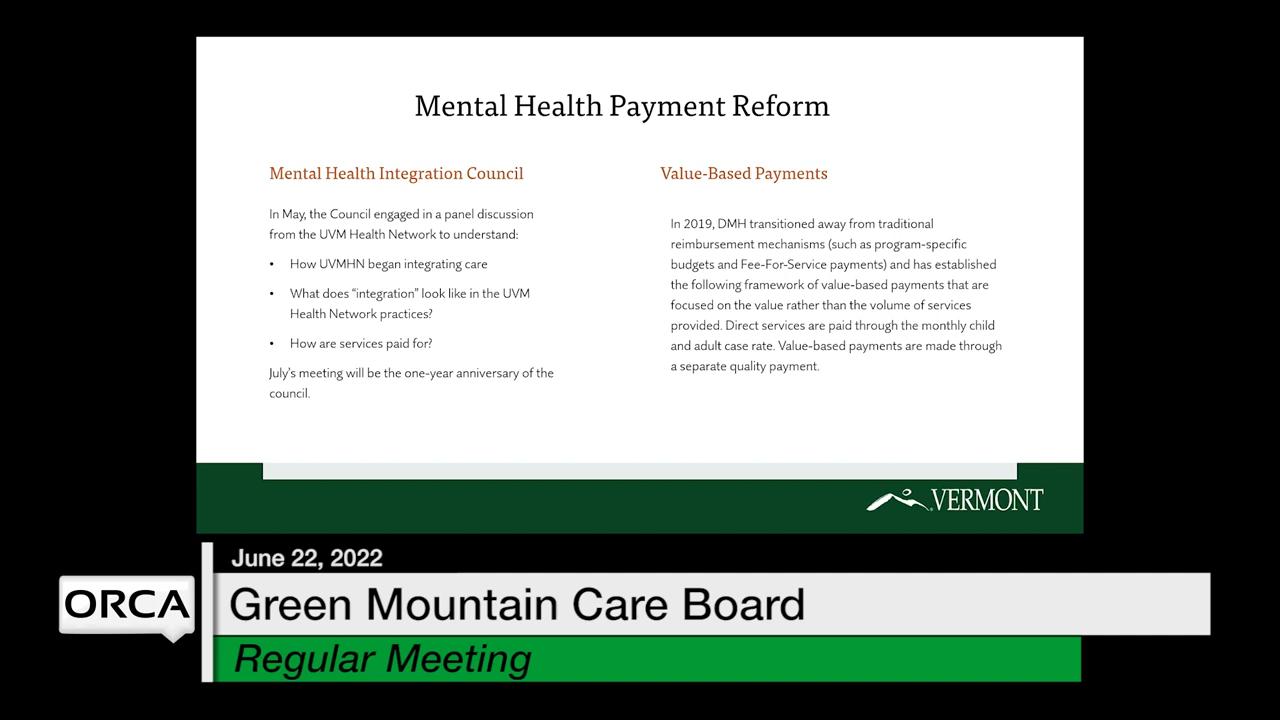 Mental Health Payment Reform
Mental Health Integration Council
In May, the Council engaged in a panel discussion
from the UVM Health Network to understand:
• How UVMHN began integrating care
• What does “integration” look like in the UVM
Health Network practices?
• How are services paid for?
July’s meeting will be the one-year anniversary of the
council.
Value-Based Payments
In 2019, DMH transitioned away from traditional
reimbursement mechanisms (such as program-specific
budgets and Fee-For-Service payments) and has established
the following framework of value-based payments that are
focused on the value rather than the volume of services
provided. Direct services are paid through the monthly child
and adult case rate. Value-based payments are made through
a separate quality payment.
VERMONT
June 22, 2022
ORCA
Green Mountain Care Board
Regular Meeting